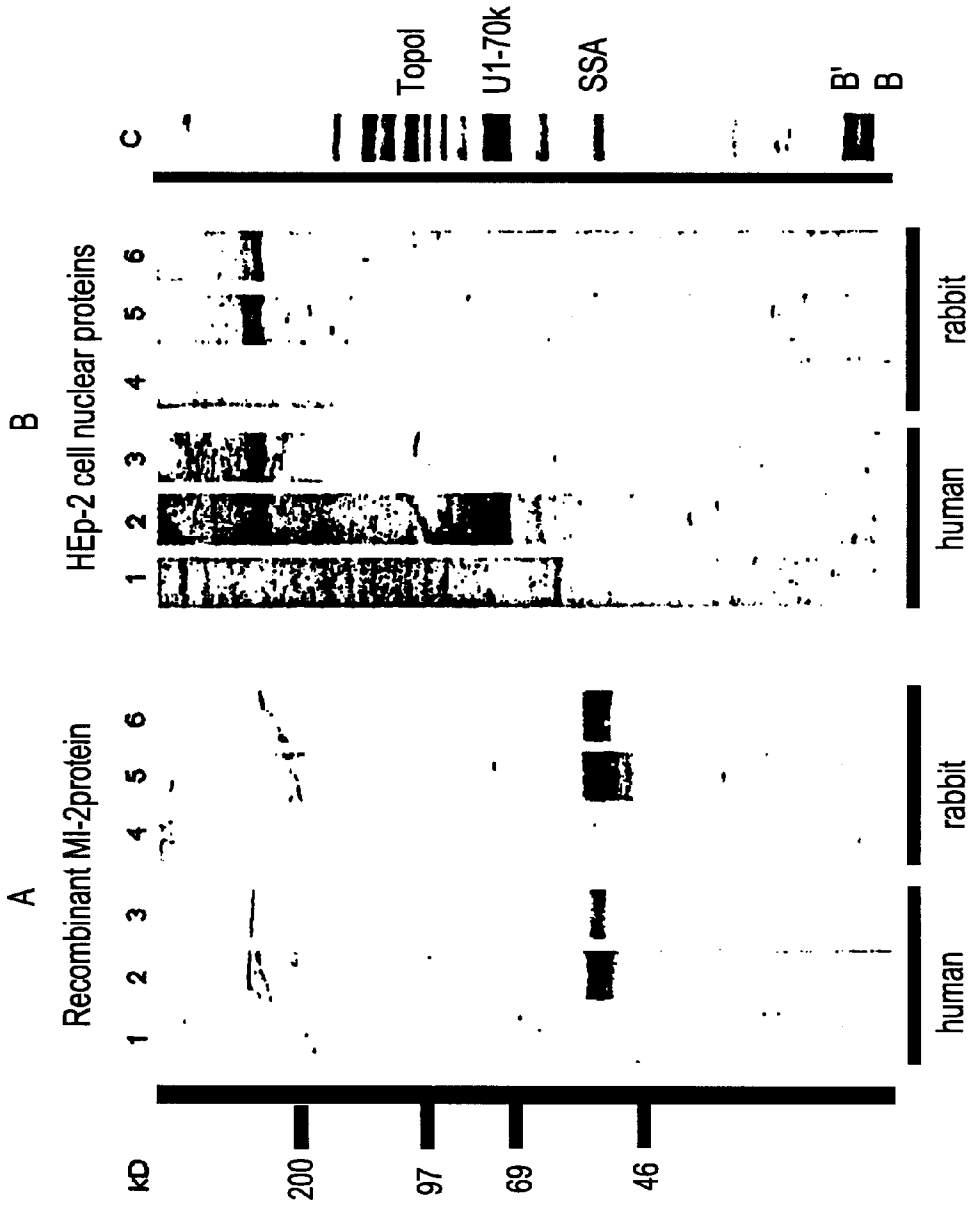 A
B
Recombinant MI-2protein
HEp-2 cell nuclear proteins
kD
1 2 3 4 5 6
1 2 3 4 5 6
C
200
97
69
46
Topol
U1-70k
SSA
B'
B
human
rabbit
human
rabbit